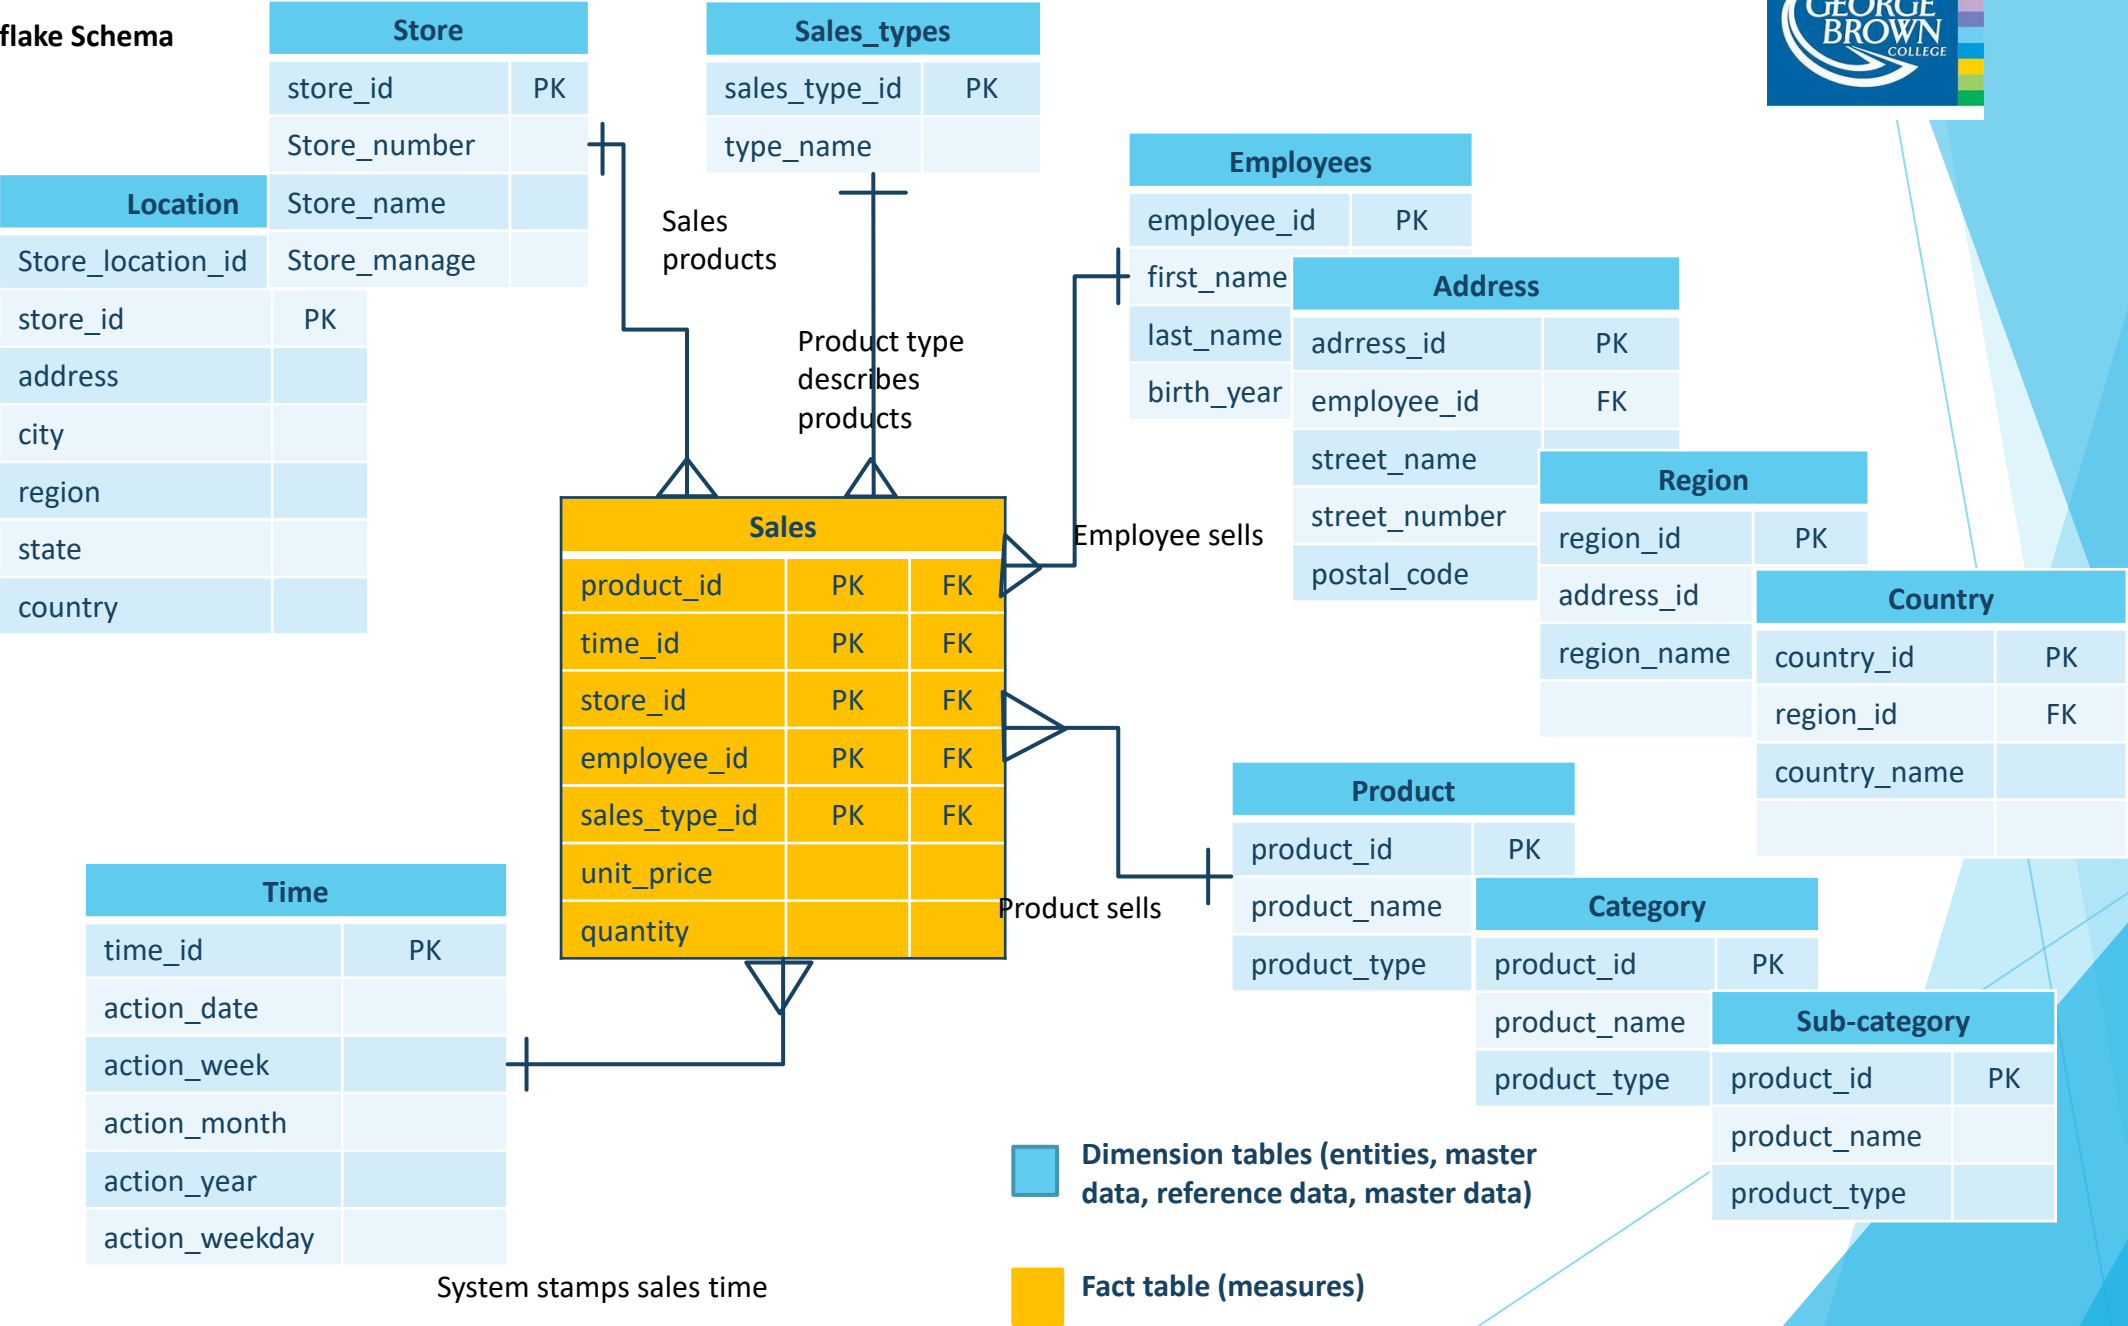 flake Schema
Store
store_id PK
Store_number
Store_name
Store_manage
Sales_types
sales_type_id PK
type_name
GEORGE
BROWN
COLLEGE
Location
Store_location_id
store_id PK
address
city
region
state
country
Sales
products
Product type
describes
products
Employees
employee_id PK
first_name
last_name
birth_year
Address
adrress_id PK
employee_id FK
street_name
street_number
postal_code
Region
region_id PK
address_id
region_name
Country
country_id PK
region_id FK
country_name
Sales
product_id PK FK
time_id PK FK
store_id PK FK
employee_id PK FK
sales_type_id PK FK
unit_price
quantity
Employee sells
Product sells
Product
product_id PK
product_name
product_type
Category
product_id PK
product_name
product_type
Sub-category
product_id PK
product_name
product_type
Time
time_id PK
action_date
action_week
action_month
action_year
action_weekday
System stamps sales time
Dimension tables (entities, master
data, reference data, master data)
Fact table (measures)